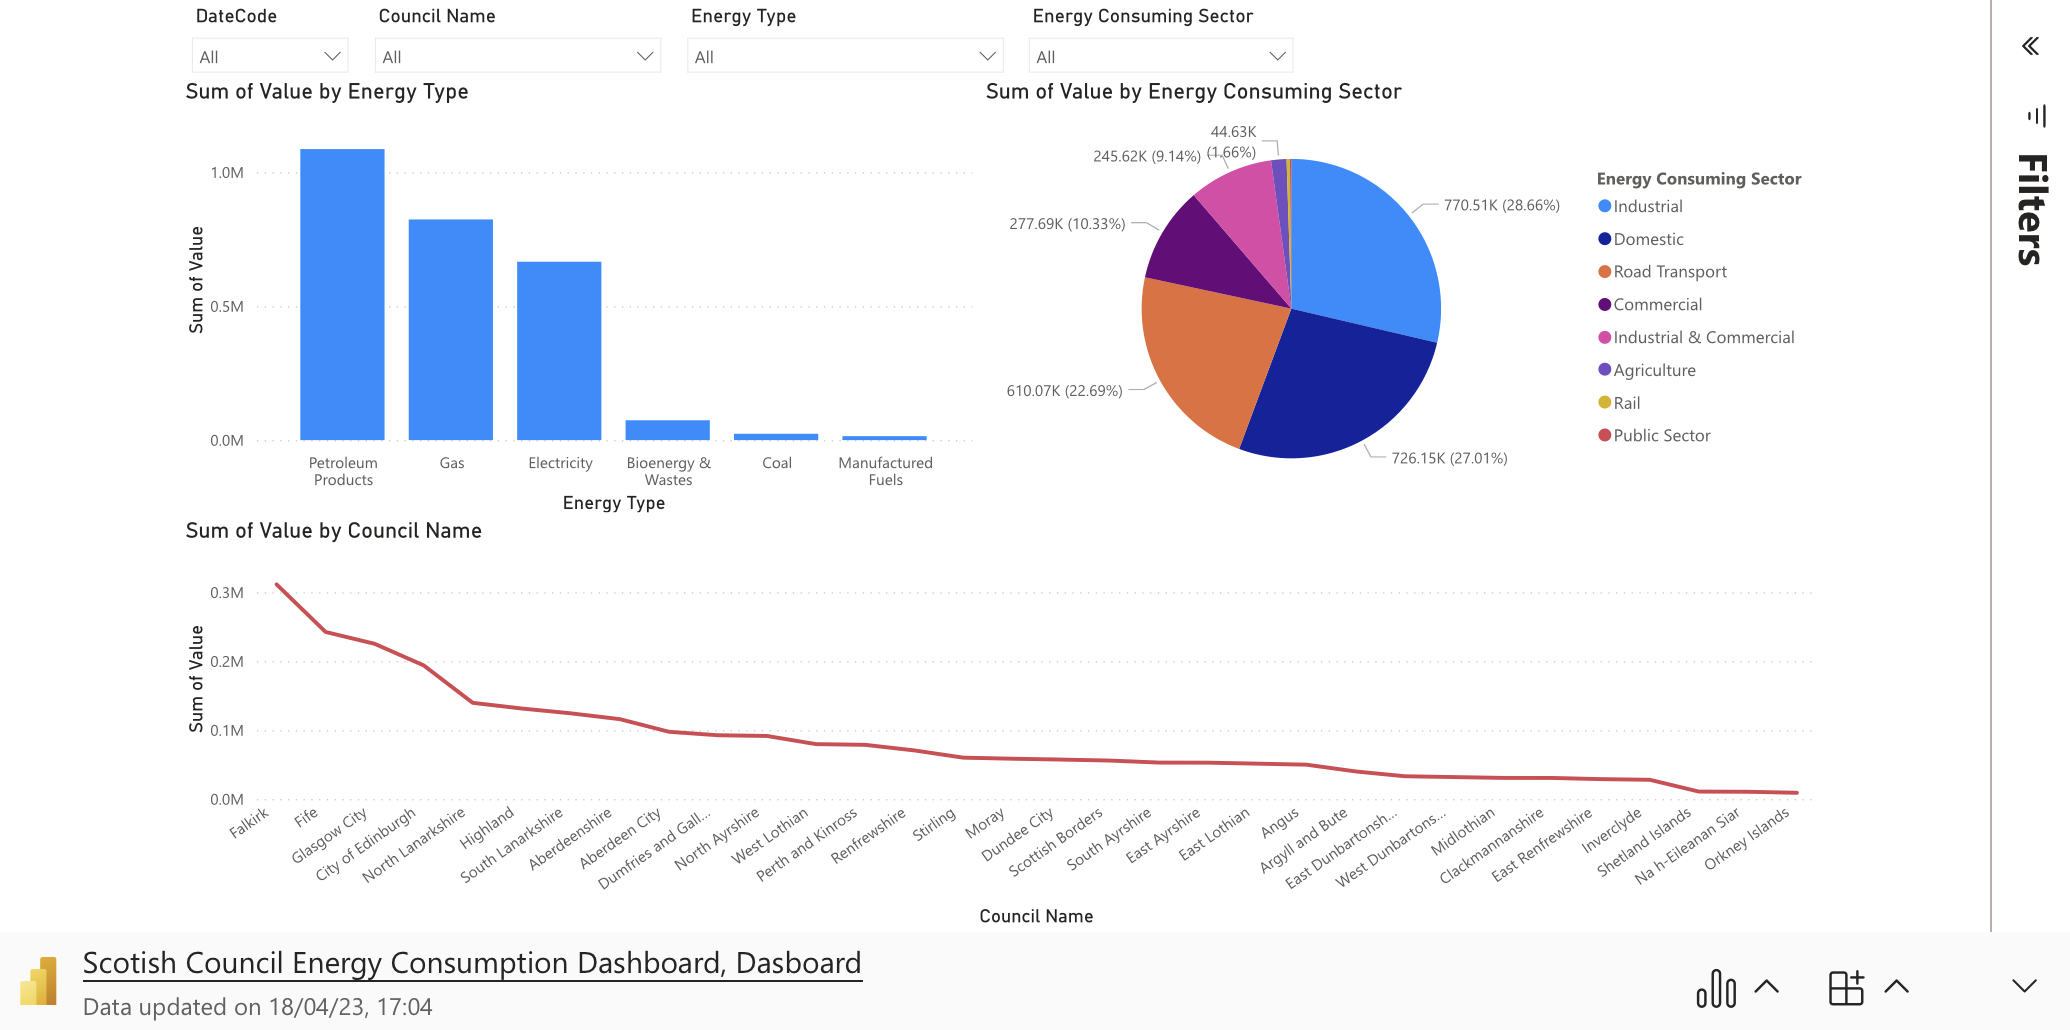 DateCode
Council Name
Energy Type
Energy Consuming Sector
All
All
All
All
Sum of Value by Energy Type
1.0M
0.5M
0.0M
Sum of Value
Petroleum
Products
Gas
Electricity
Bioenergy &
Wastes
Coal
Manufactured
Fuels
Energy Type
Sum of Value by Energy Consuming Sector
44.63K
(1.66%)
245.62K (9.14%)
277.69K (10.33%)
610.07K (22.69%)
770.51K (28.66%)
726.15K (27.01%)
Energy Consuming Sector
Industrial
Domestic
Road Transport
Commercial
Industrial & Commercial
Agriculture
Rail
Public Sector
Filters
Sum of Value by Council Name
0.3M
0.2M
0.1M
0.0M
Sum of Value
Falkirk
Fife
Glasgow City
City of Edinburgh
North Lanarkshire
Highland
South Lanarkshire
Aberdeenshire
Aberdeen City
Dumfries and Gall...
North Ayrshire
West Lothian
Perth and Kinross
Renfrewshire
Stirling
Moray
Dundee City
Scottish Borders
South Ayrshire
East Ayrshire
East Lothian
Angus
Argyll and Bute
East Dunbartonsh...
West Dunbartons...
Midlothian
Clackmannanshire
East Renfrewshire
Inverclyde
Shetland Islands
Na h-Eileanan Siar
Orkney Islands
Council Name
Scotish Council Energy Consumption Dashboard, Dasboard
Data updated on 18/04/23, 17:04